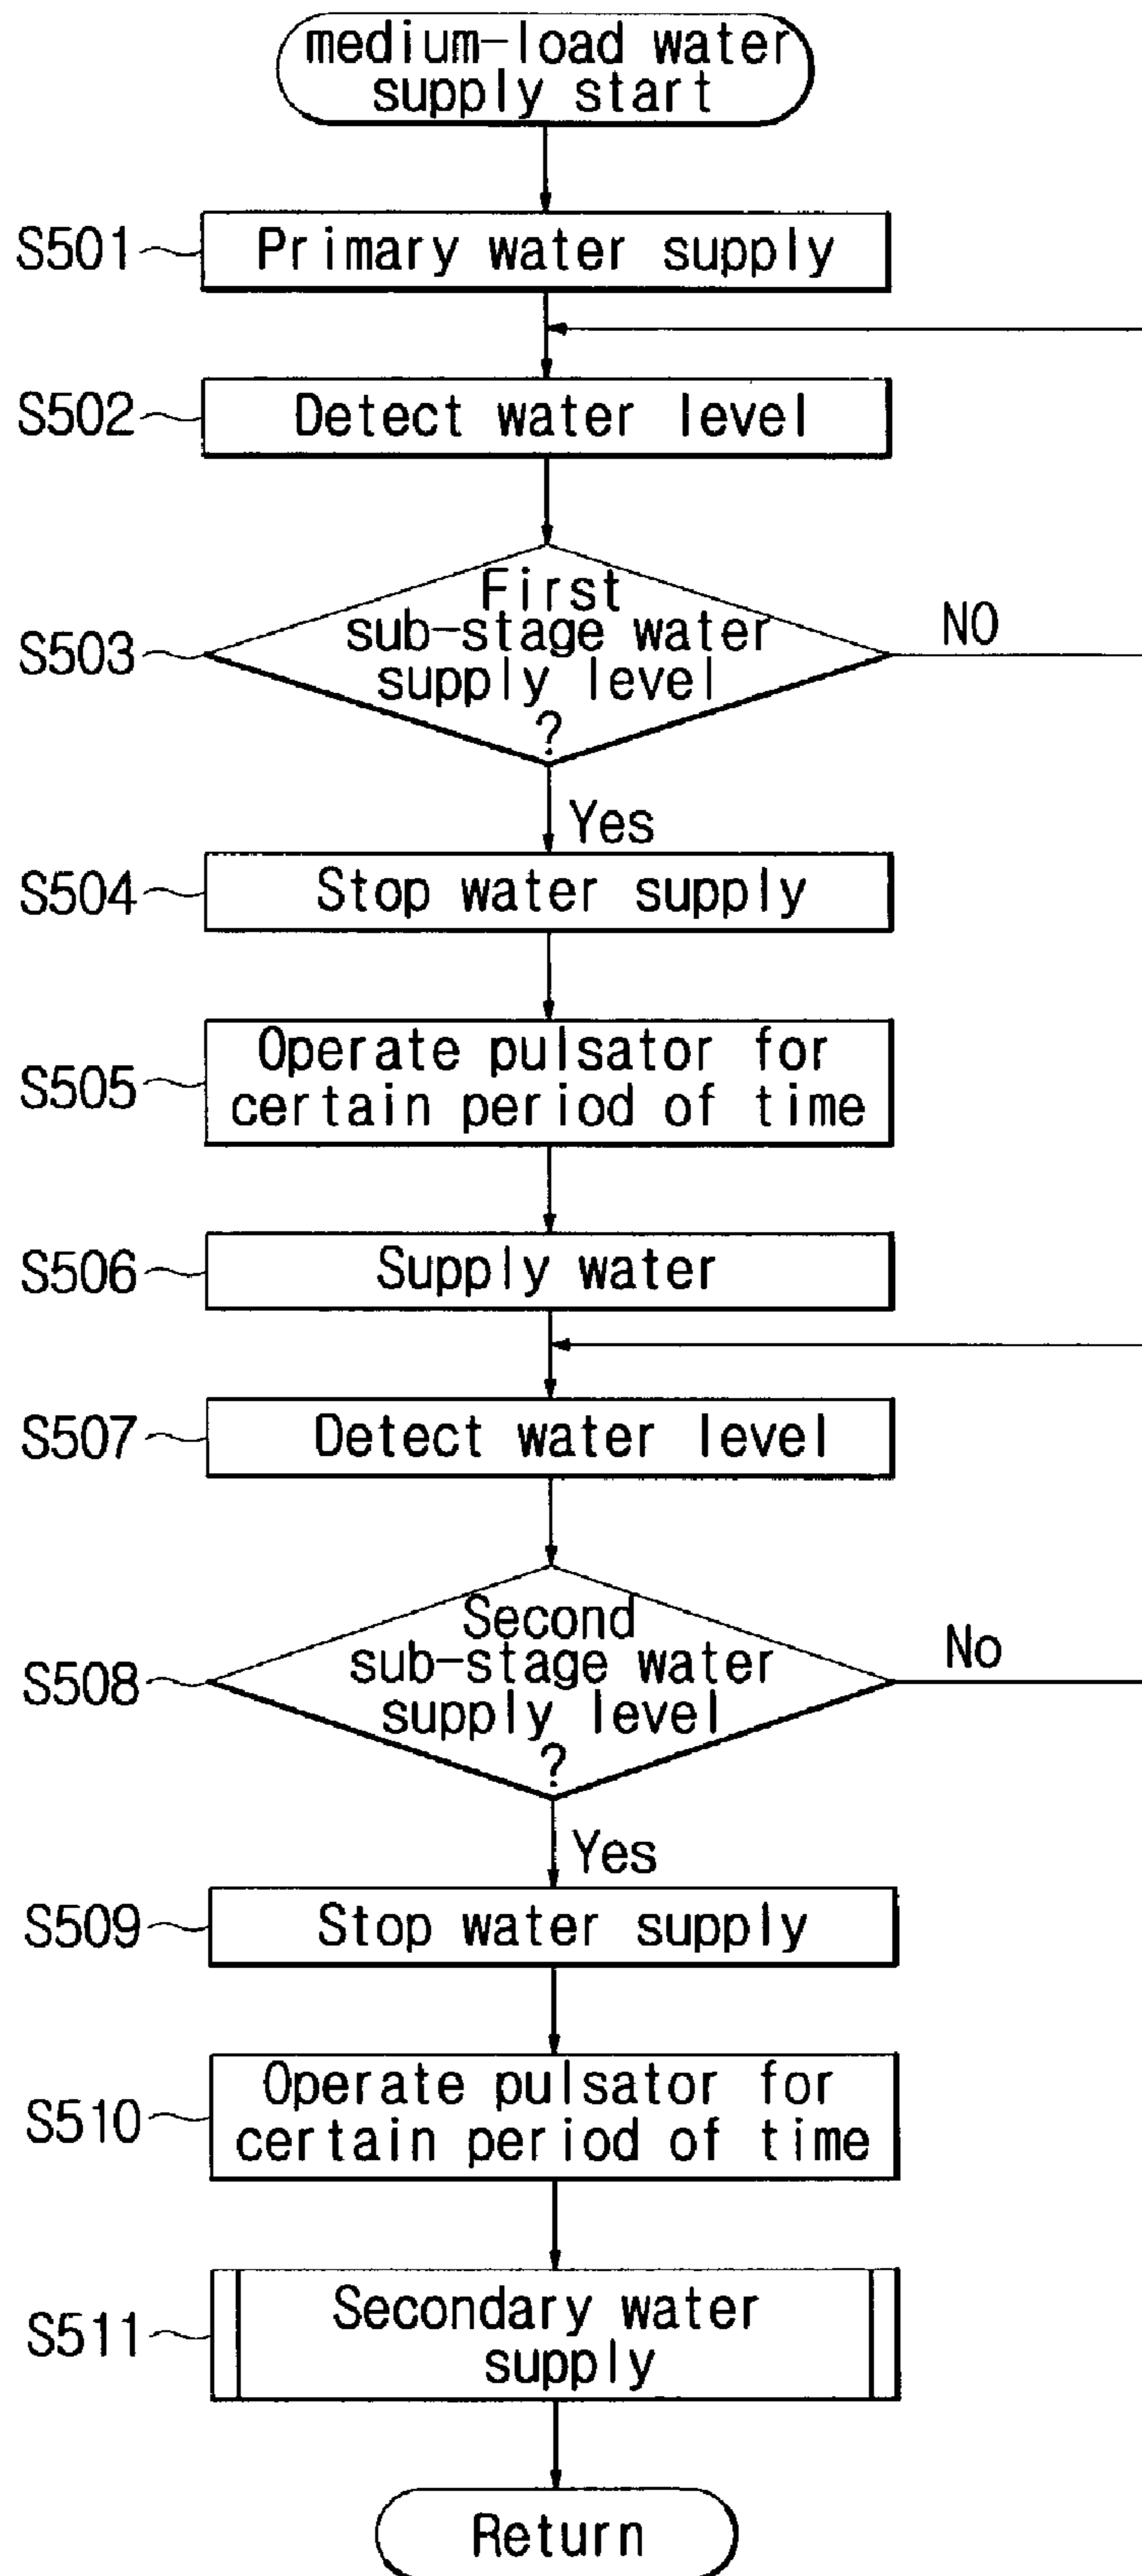 medium-load water
supply start
S501
Primary water supply
S502
Detect water level
S503
First
sub-stage water
supply level
?
NO
Yes
S504
Stop water supply
S505
Operate pulsator for
certain period of time
S506
Supply water
S507
Detect water level
S508
Second
sub-stage water
supply level
?
No
Yes
S509
Stop water supply
S510
Operate pulsator for
certain period of time
S511
Secondary water
supply
Return